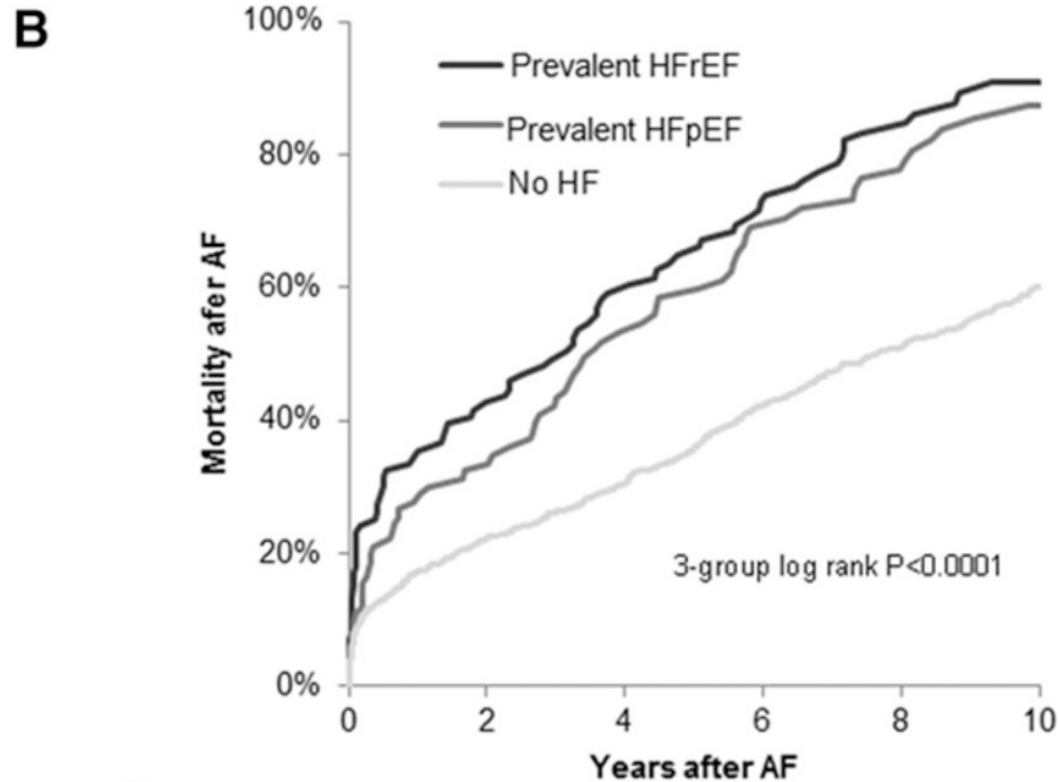 B
100%
80%
60%
40%
20%
0%
Mortality afer AF
Prevalent HFrEF
Prevalent HFpEF
No HF
3-group log rank P<0.0001
0 2 4 6 8 10
Years after AF